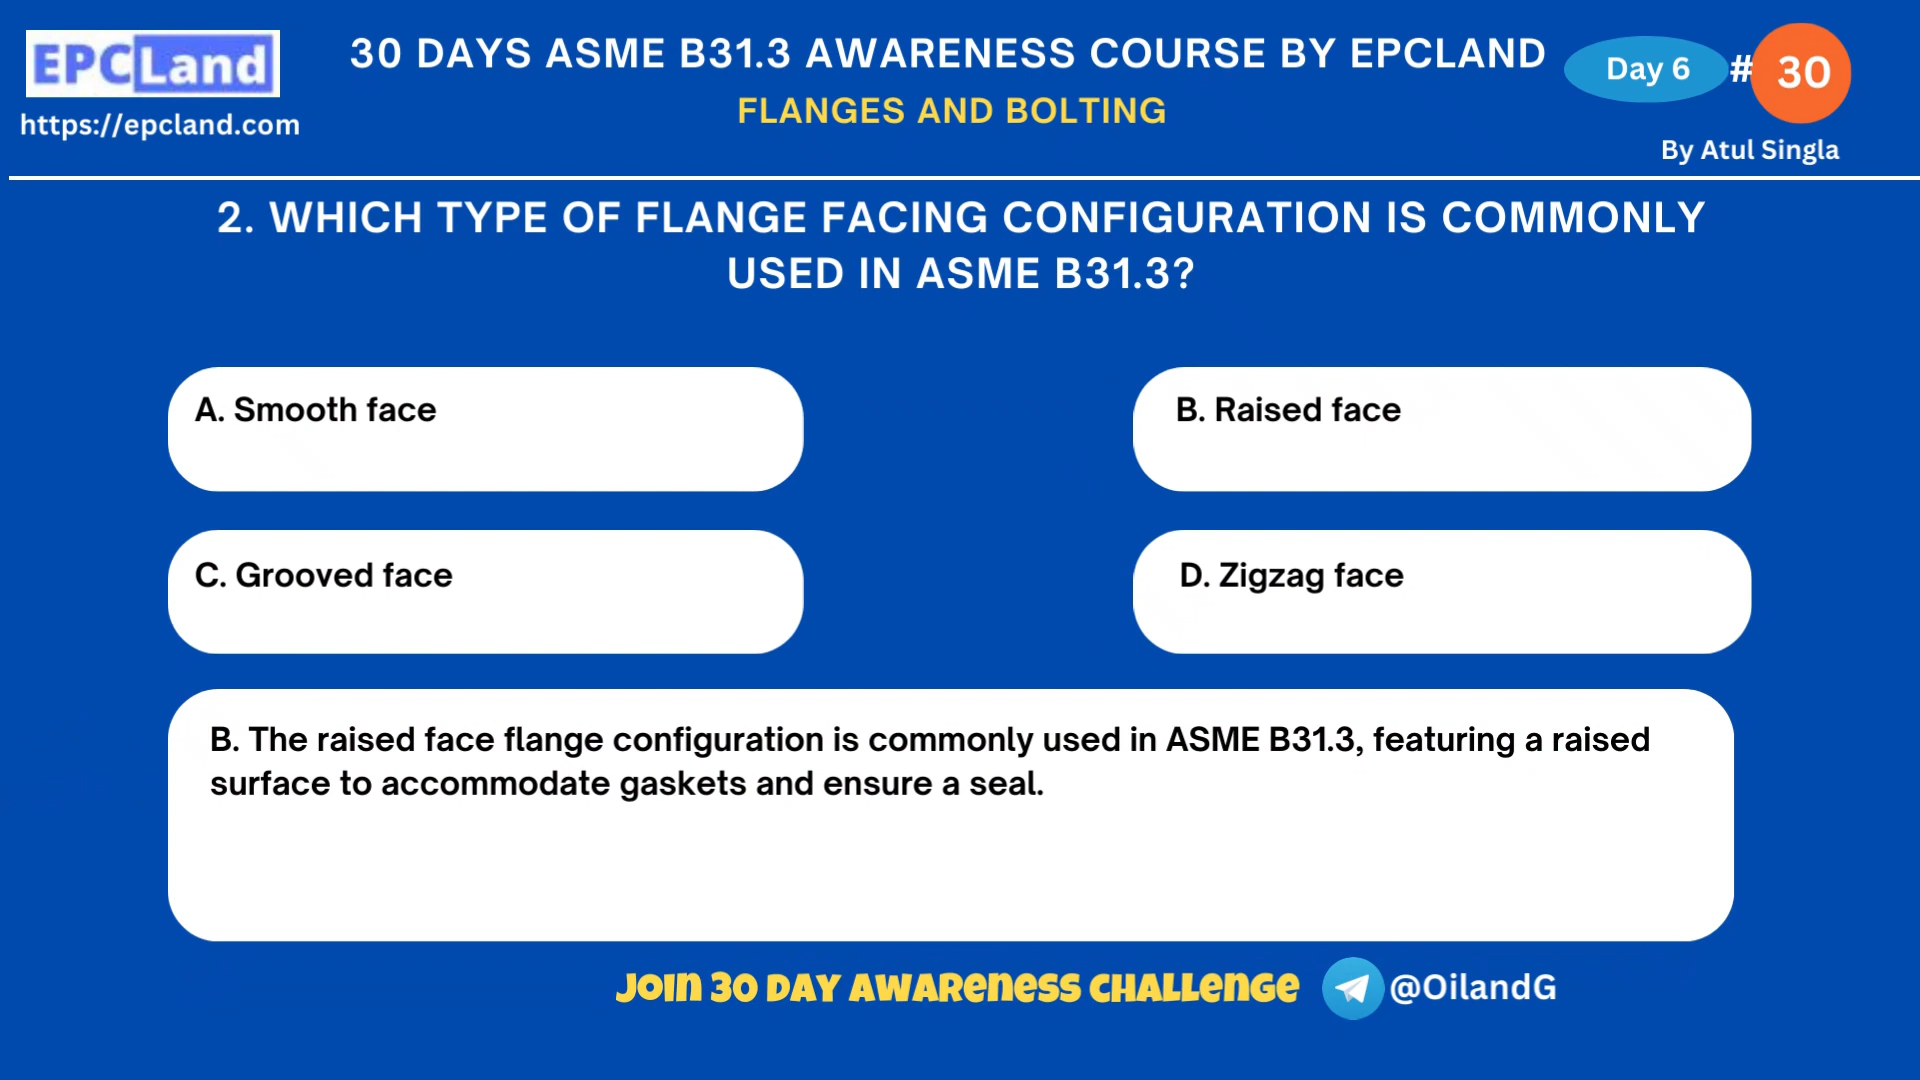 EPCLand
https://epcland.com
30 DAYS ASME B31.3 AWARENESS COURSE BY EPCLAND
FLANGES AND BOLTING
Day 6 # 30
By Atul Singla
2. WHICH TYPE OF FLANGE FACING CONFIGURATION IS COMMONLY
USED IN ASME B31.3?
A. Smooth face
B. Raised face
C. Grooved face
D. Zigzag face
B. The raised face flange configuration is commonly used in ASME B31.3, featuring a raised
surface to accommodate gaskets and ensure a seal.
Join 30 Day Awareness Challenge
@OilandG